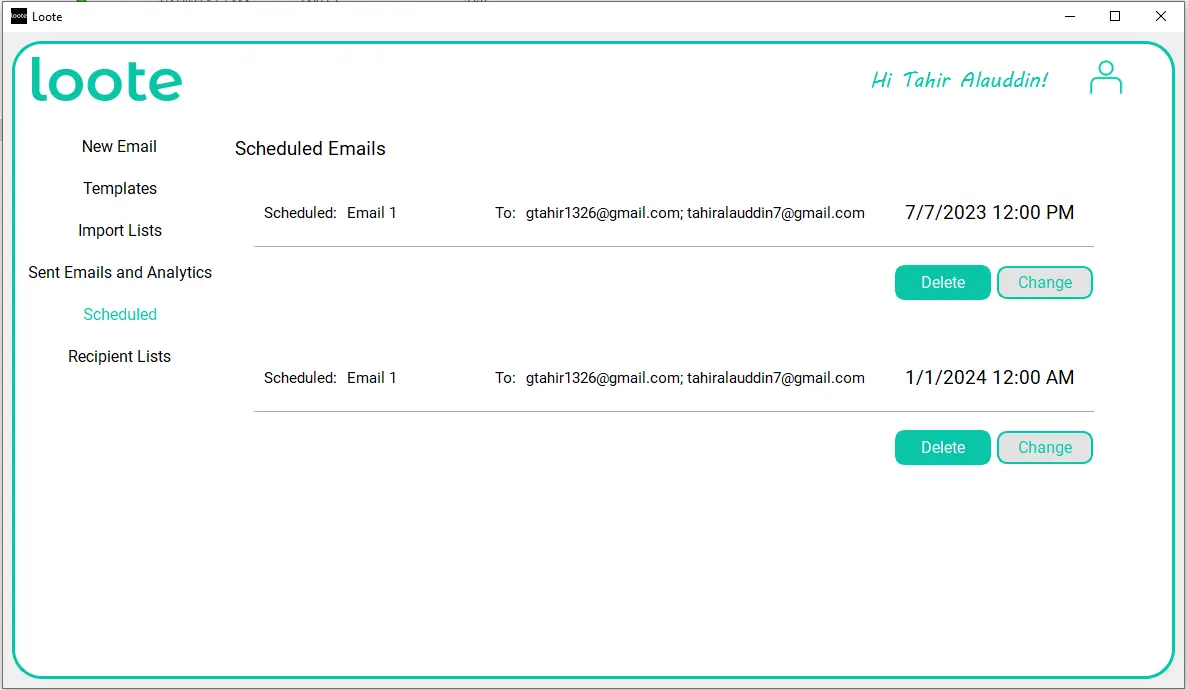 loote Loote
loote
Hi Tahir Alauddin!
New Email
Templates
Import Lists
Sent Emails and Analytics
Scheduled
Recipient Lists
Scheduled Emails
Scheduled: Email 1 To: gtahir1326@gmail.com; tahiralauddin7@gmail.com 7/7/2023 12:00 PM
Delete Change
Scheduled: Email 1 To: gtahir1326@gmail.com; tahiralauddin7@gmail.com 1/1/2024 12:00 AM
Delete Change